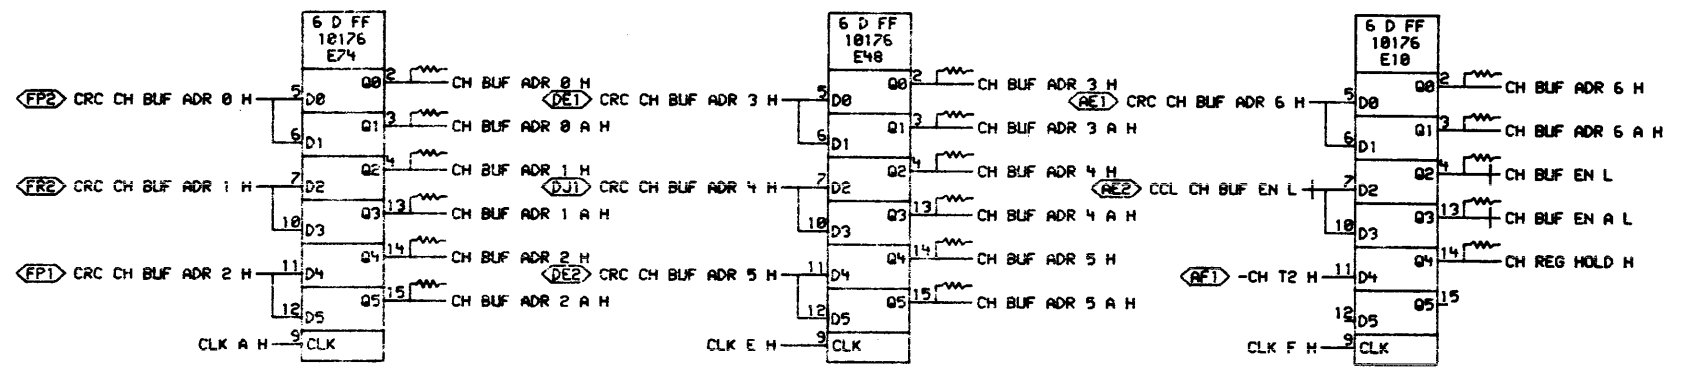 6 D FF
10176
E74
FP2 CRC CH BUF ADR 0 H
5 D0
6 D1
FR2 CRC CH BUF ADR 1 H
7 D2
10 D3
FP1 CRC CH BUF ADR 2 H
11 D4
12 D5
CLK A H 9 CLK
Q0 2 CH BUF ADR 0 H
Q1 3 CH BUF ADR 0 A H
Q2 4 CH BUF ADR 1 H
Q3 13 CH BUF ADR 1 A H
Q4 14 CH BUF ADR 2 H
Q5 15 CH BUF ADR 2 A H
6 D FF
10176
E48
DE1 CRC CH BUF ADR 3 H
5 D0
6 D1
DJ1 CRC CH BUF ADR 4 H
7 D2
10 D3
DE2 CRC CH BUF ADR 5 H
11 D4
12 D5
CLK E H 9 CLK
Q0 2 CH BUF ADR 3 H
Q1 3 CH BUF ADR 3 A H
Q2 4 CH BUF ADR 4 H
Q3 13 CH BUF ADR 4 A H
Q4 14 CH BUF ADR 5 H
Q5 15 CH BUF ADR 5 A H
6 D FF
10176
E10
AE1 CRC CH BUF ADR 6 H
5 D0
6 D1
AE2 CCL CH BUF EN L
7 D2
10 D3
AF1 -CH T2 H 11 D4
12 D5
CLK F H 9 CLK
Q0 2 CH BUF ADR 6 H
Q1 3 CH BUF ADR 6 A H
Q2 4 CH BUF EN L
Q3 13 CH BUF EN A L
Q4 14 CH REG HOLD H
Q5 15